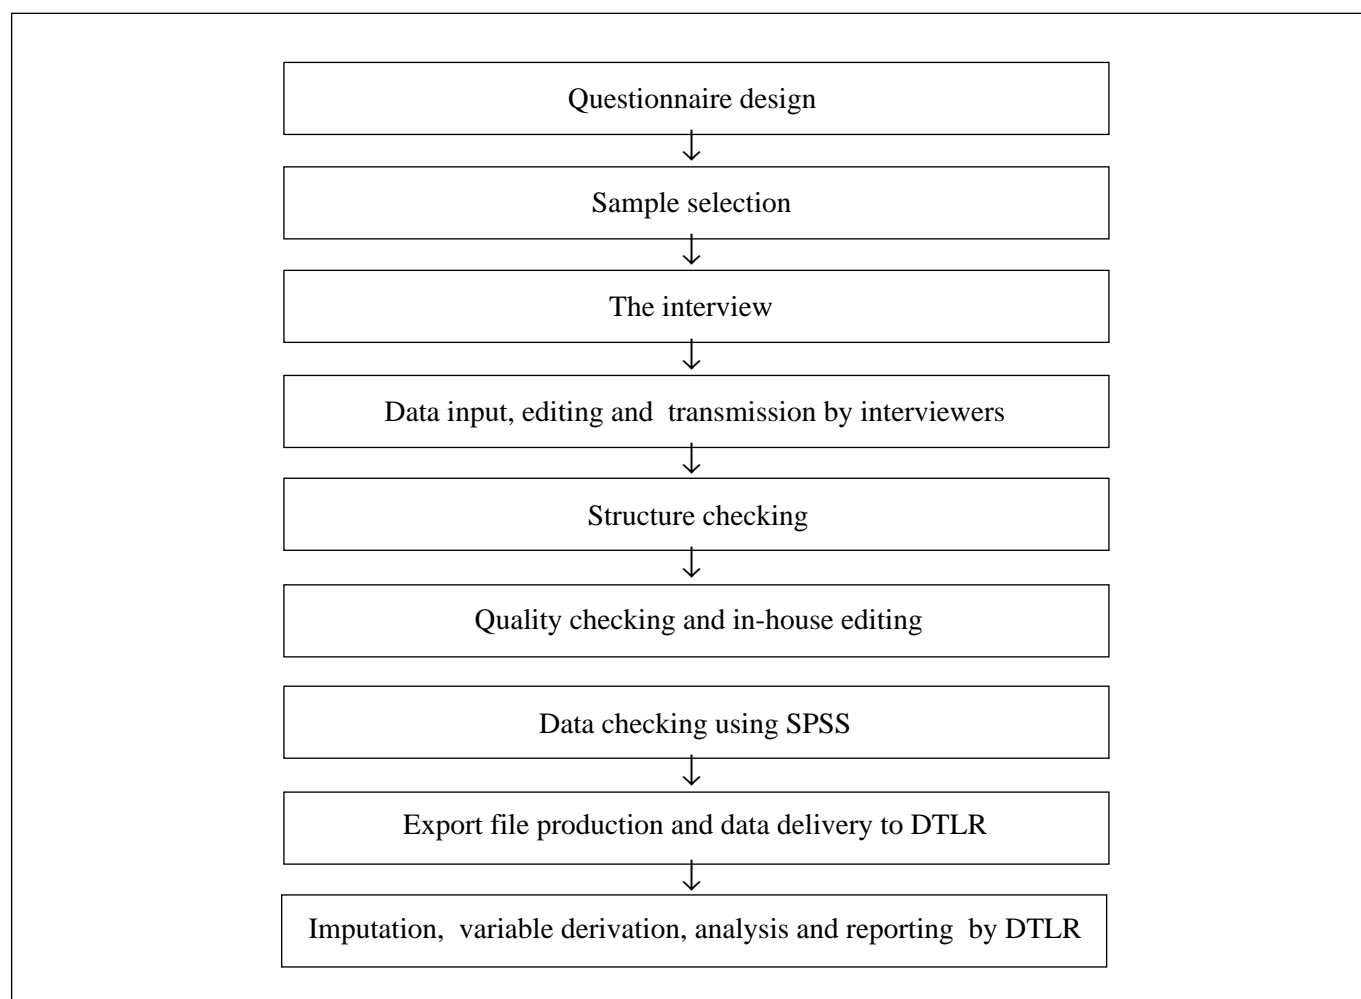 Questionnaire design
Sample selection
The interview
Data input, editing and transmission by interviewers
Structure checking
Quality checking and in-house editing
Data checking using SPSS
Export file production and data delivery to DTLR
Imputation, variable derivation, analysis and reporting by DTLR